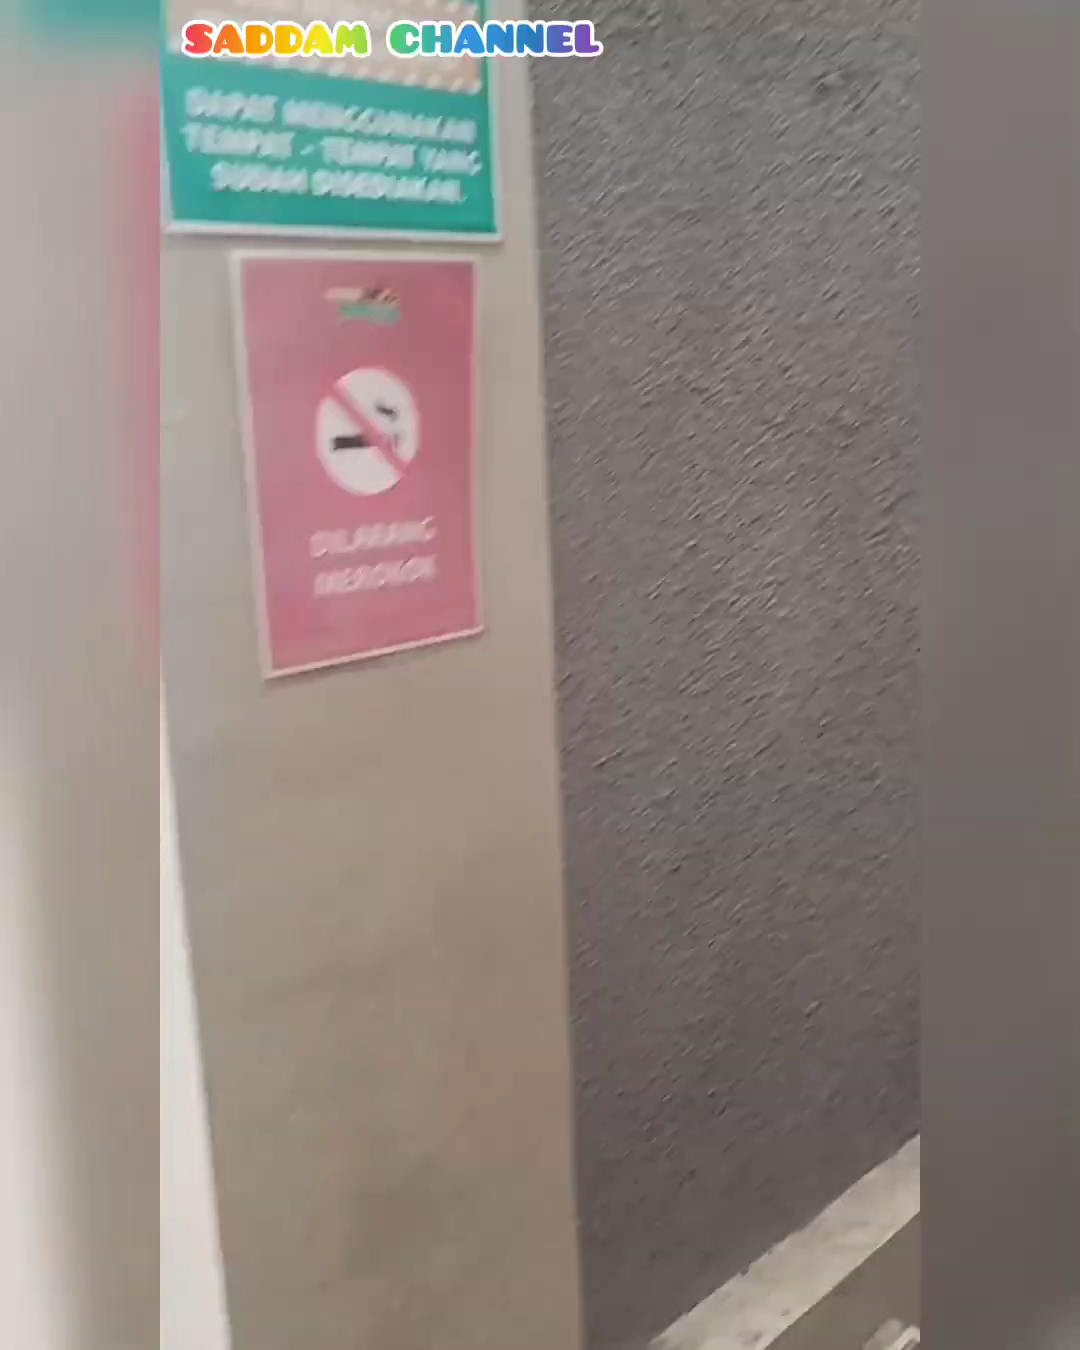 SADDAM CHANNEL
DAPAT MENGGUNAKAN
TEMPAT - TEMPAT YANG
SUDAH DISEDIAKAN.
DILARANG
MEROKOK